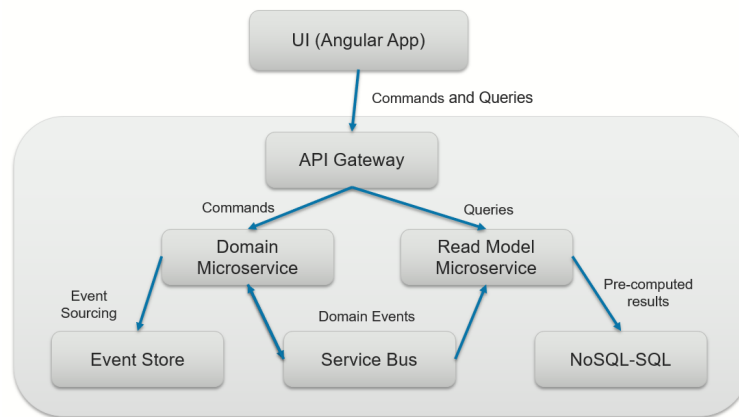 UI (Angular App)
Commands and Queries
API Gateway
Commands
Queries
Domain
Microservice
Read Model
Microservice
Event
Sourcing
Domain Events
Pre-computed
results
Event Store
Service Bus
NoSQL-SQL